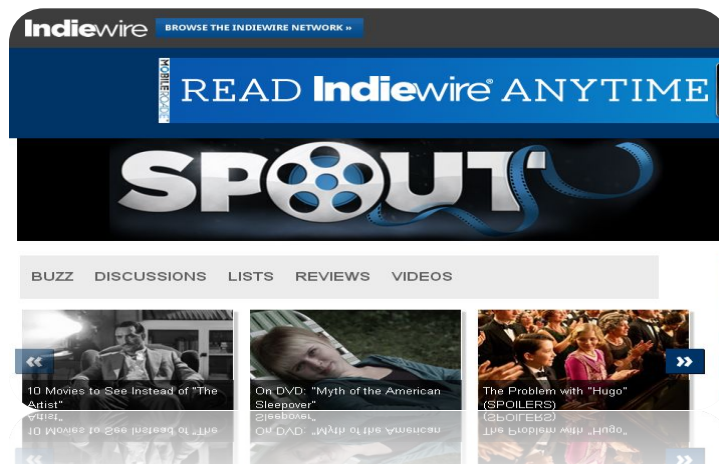 Indiewire BROWSE THE INDIEWIRE NETWORK »
MOBILEROADIE
READ Indiewire® ANYTIME
SPOUT
BUZZ DISCUSSIONS LISTS REVIEWS VIDEOS
10 Movies to See Instead of "The
Artist"
On DVD: "Myth of the American
Sleepover"
The Problem with "Hugo"
(SPOILERS)